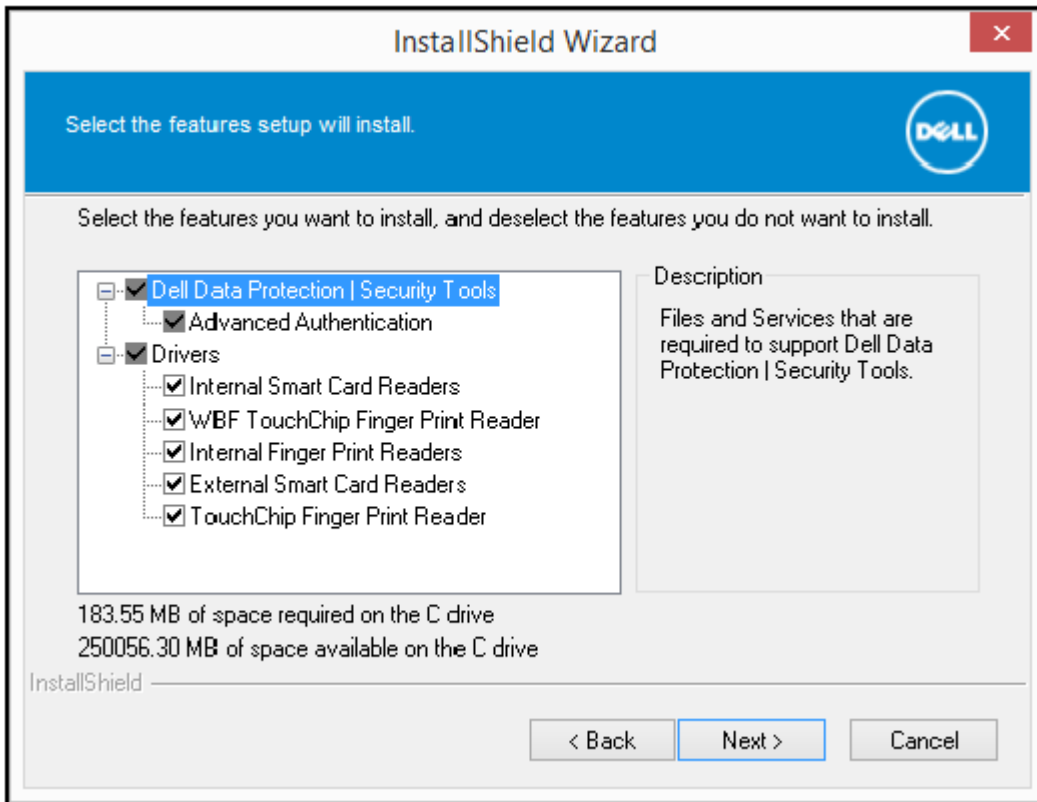 InstallShield Wizard
Select the features setup will install.
DELL
Select the features you want to install, and deselect the features you do not want to install.
Dell Data Protection | Security Tools
Advanced Authentication
Drivers
Internal Smart Card Readers
WBF TouchChip Finger Print Reader
Internal Finger Print Readers
External Smart Card Readers
TouchChip Finger Print Reader
Description
Files and Services that are
required to support Dell Data
Protection | Security Tools.
183.55 MB of space required on the C drive
250056.30 MB of space available on the C drive
InstallShield
< Back
Next >
Cancel